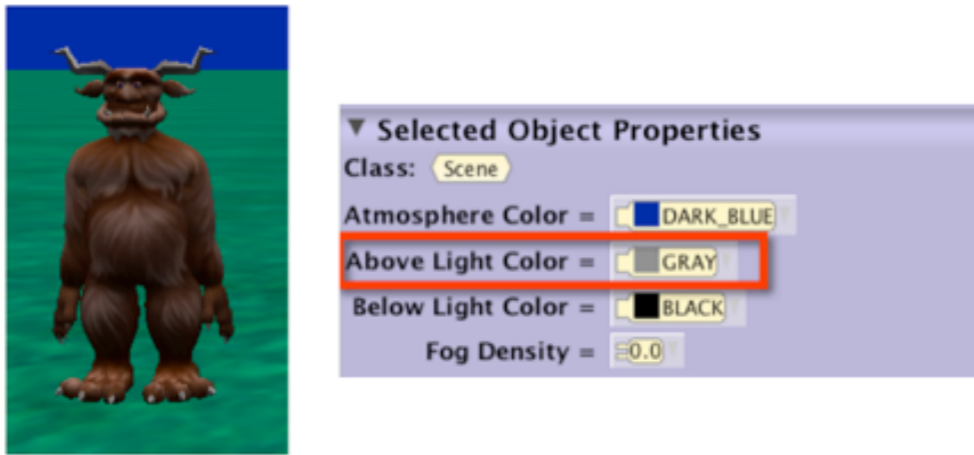 Selected Object Properties
Class: Scene
Atmosphere Color = DARK_BLUE
Above Light Color = GRAY
Below Light Color = BLACK
Fog Density = =0.0